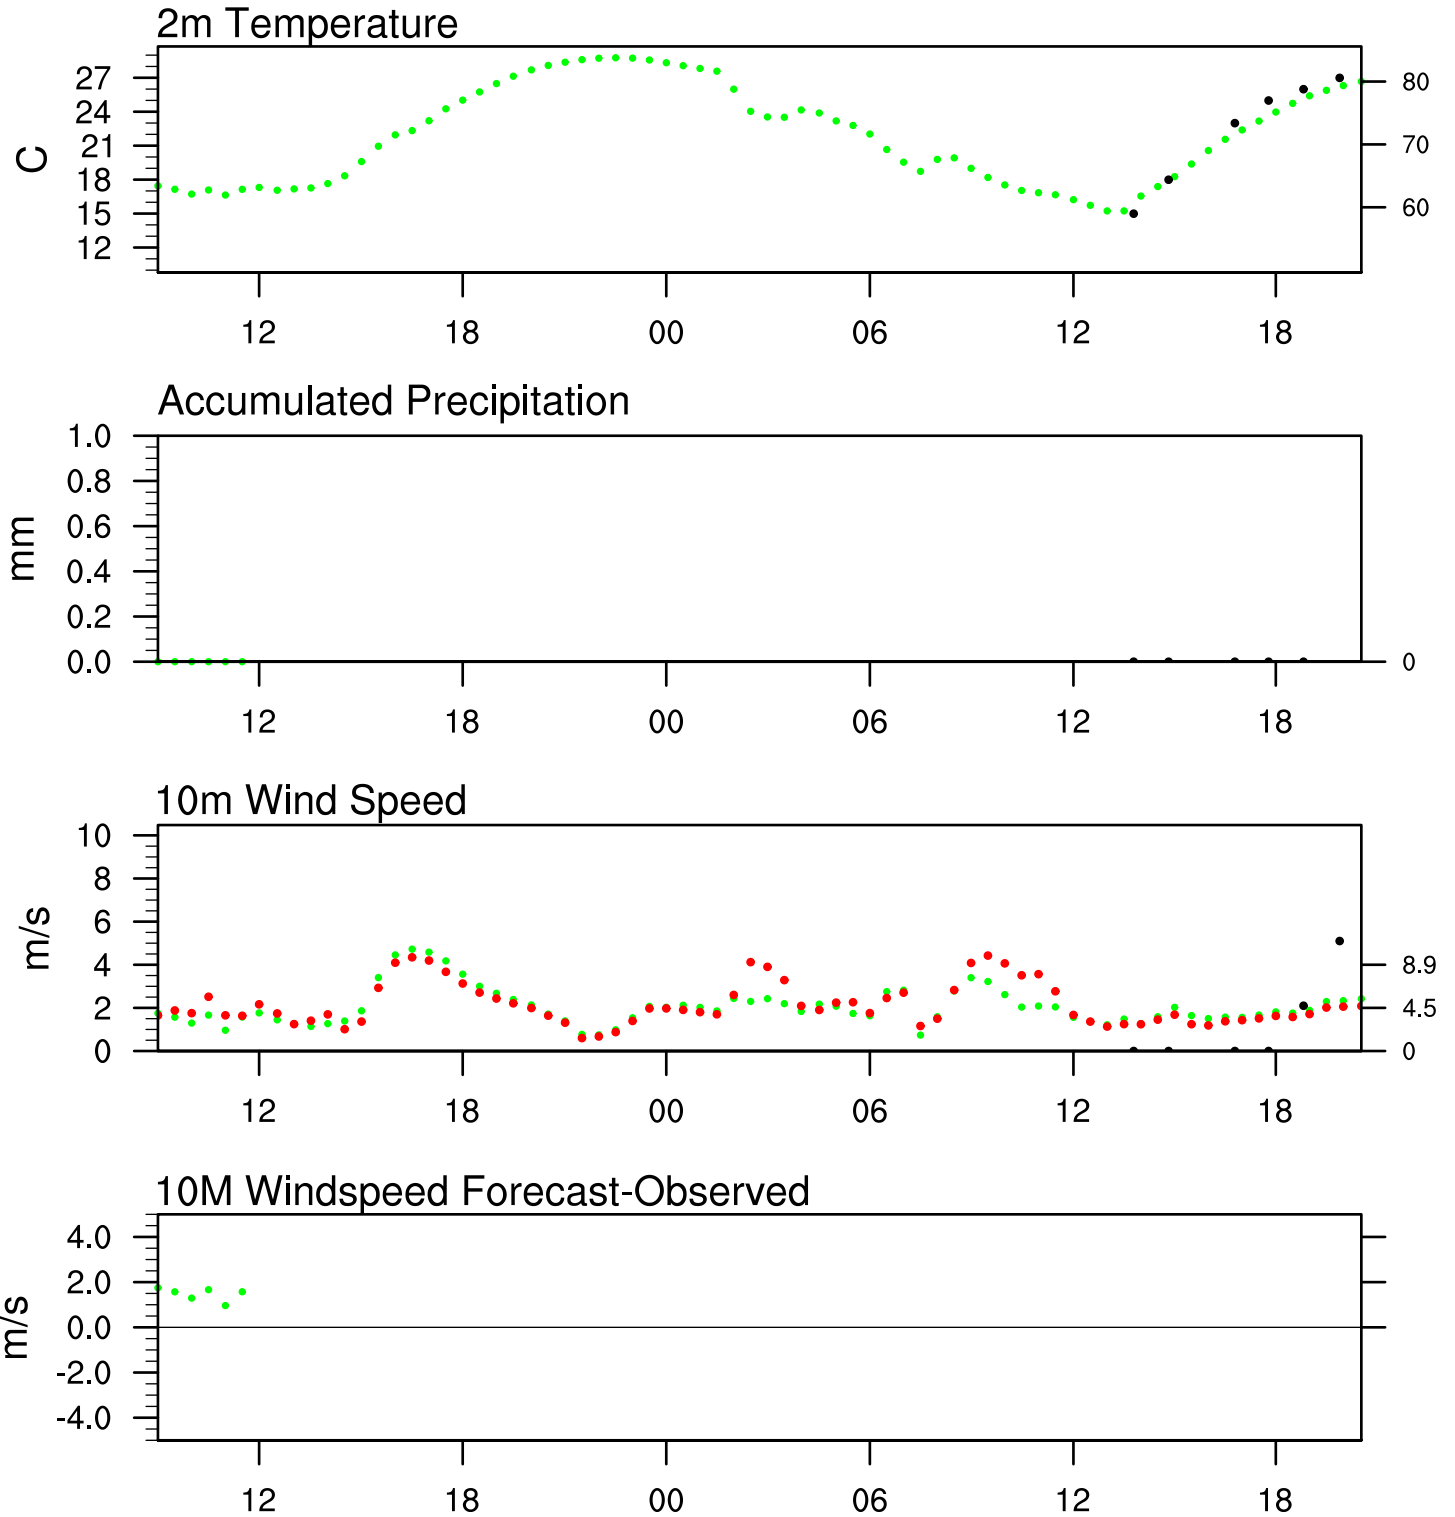 2m Temperature
27
24
21
18
15
12
C
80
70
60
12 18 00 06 12 18
Accumulated Precipitation
1.0
0.8
0.6
0.4
0.2
0.0
mm
0
12 18 00 06 12 18
10m Wind Speed
10
8
6
4
2
0
m/s
8.9
4.5
0
12 18 00 06 12 18
10M Windspeed Forecast-Observed
4.0
2.0
0.0
-2.0
-4.0
m/s
12 18 00 06 12 18